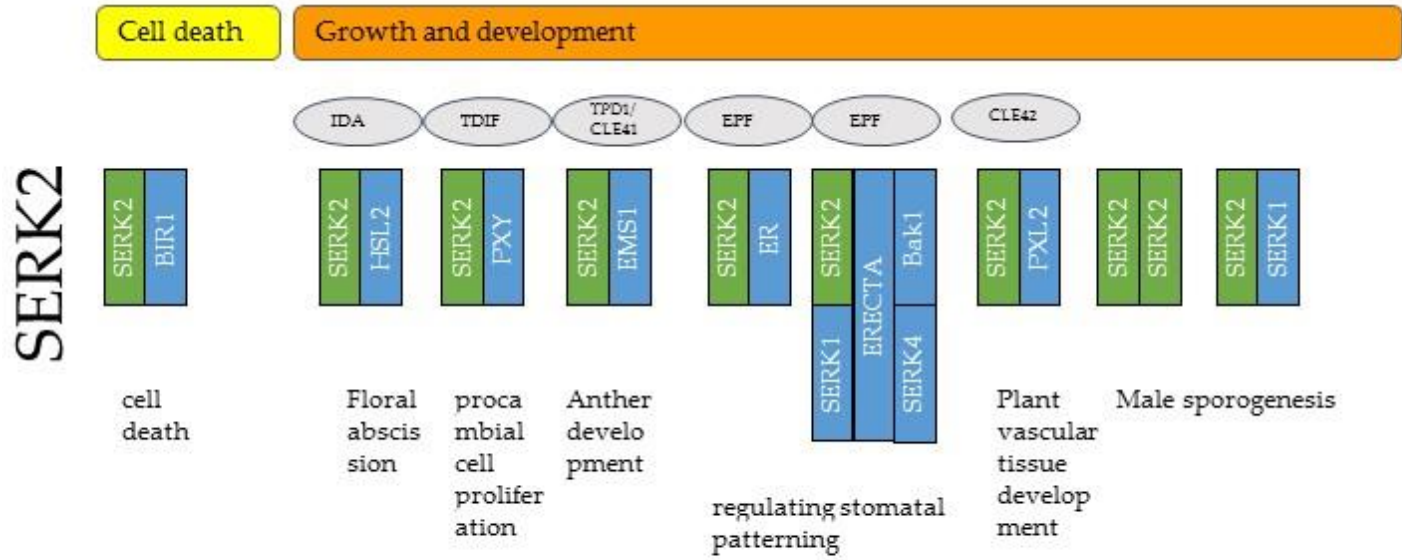 Cell death
Growth and development
IDA
TDIF
TPD1/
CLE41
EPF
EPF
CLE42
SERK2
SERK2
BIR1
SERK2
HSL2
SERK2
PXY
SERK2
EMS1
SERK2
ER
SERK2
SERK1
ERECTA
Bak1
SERK4
SERK2
PXL2
SERK2
SERK2
SERK2
SERK1
cell
death
Floral
abscis
sion
proca
mbial
cell
prolifer
ation
Anther
develo
pment
regulating stomatal
patterning
Plant
vascular
tissue
develop
ment
Male sporogenesis